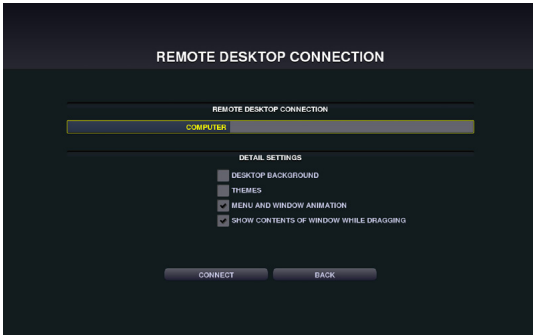 REMOTE DESKTOP CONNECTION
REMOTE DESKTOP CONNECTION
COMPUTER
DETAIL SETTINGS
DESKTOP BACKGROUND
THEMES
MENU AND WINDOW ANIMATION
SHOW CONTENTS OF WINDOW WHILE DRAGGING
CONNECT BACK